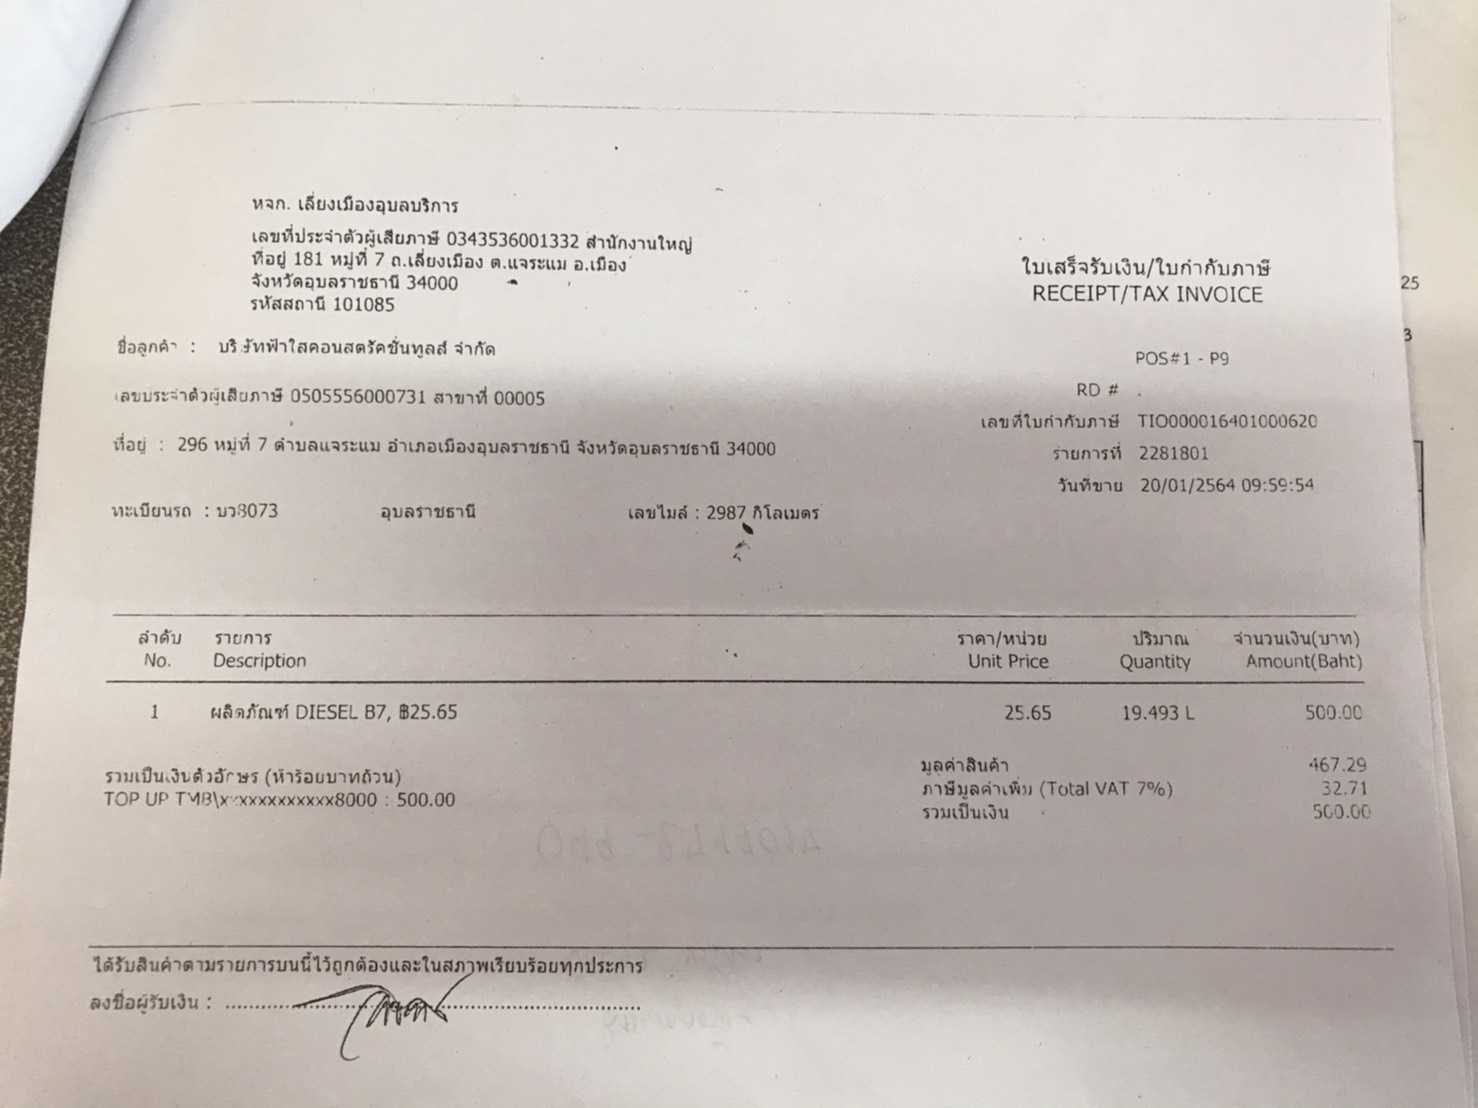 หจก. เลี่ยงเมืองอุบลบริการ
เลขที่ประจำตัวผู้เสียภาษี 0343536001332 สำนักงานใหญ่
ที่อยู่ 181 หมู่ที่ 7 ถ.เลี่ยงเมือง ต.แจระแม อ.เมือง
จังหวัดอุบลราชธานี 34000
รหัสสถานี 101085
ใบเสร็จรับเงิน/ใบกำกับภาษี
RECEIPT/TAX INVOICE
25
3
ชื่อลูกค้า : บริษัทฟ้าใสคอนสตรัคชั่นทูลส์ จำกัด
POS#1 - P9
เลขประจำตัวผู้เสียภาษี 0505556000731 สาขาที่ 00005
RD # .
เลขที่ใบกำกับภาษี TIO000016401000620
ที่อยู่ : 296 หมู่ที่ 7 ตำบลแจระแม อำเภอเมืองอุบลราชธานี จังหวัดอุบลราชธานี 34000
รายการที่ 2281801
วันที่ขาย 20/01/2564 09:59:54
ทะเบียนรถ : บว8073 อุบลราชธานี เลขไมล์ : 2987 กิโลเมตร
ลำดับ รายการ ราคา/หน่วย ปริมาณ จำนวนเงิน(บาท)
No. Description Unit Price Quantity Amount(Baht)
1 ผลิตภัณฑ์ DIESEL B7, ฿25.65 25.65 19.493 L 500.00
รวมเป็นเงินตัวอักษร (ห้าร้อยบาทถ้วน)
TOP UP TMB\xxxxxxxxxxxx8000 : 500.00
มูลค่าสินค้า 467.29
ภาษีมูลค่าเพิ่ม (Total VAT 7%) 32.71
รวมเป็นเงิน 500.00
ได้รับสินค้าตามรายการบนนี้ไว้ถูกต้องและในสภาพเรียบร้อยทุกประการ
ลงชื่อผู้รับเงิน :